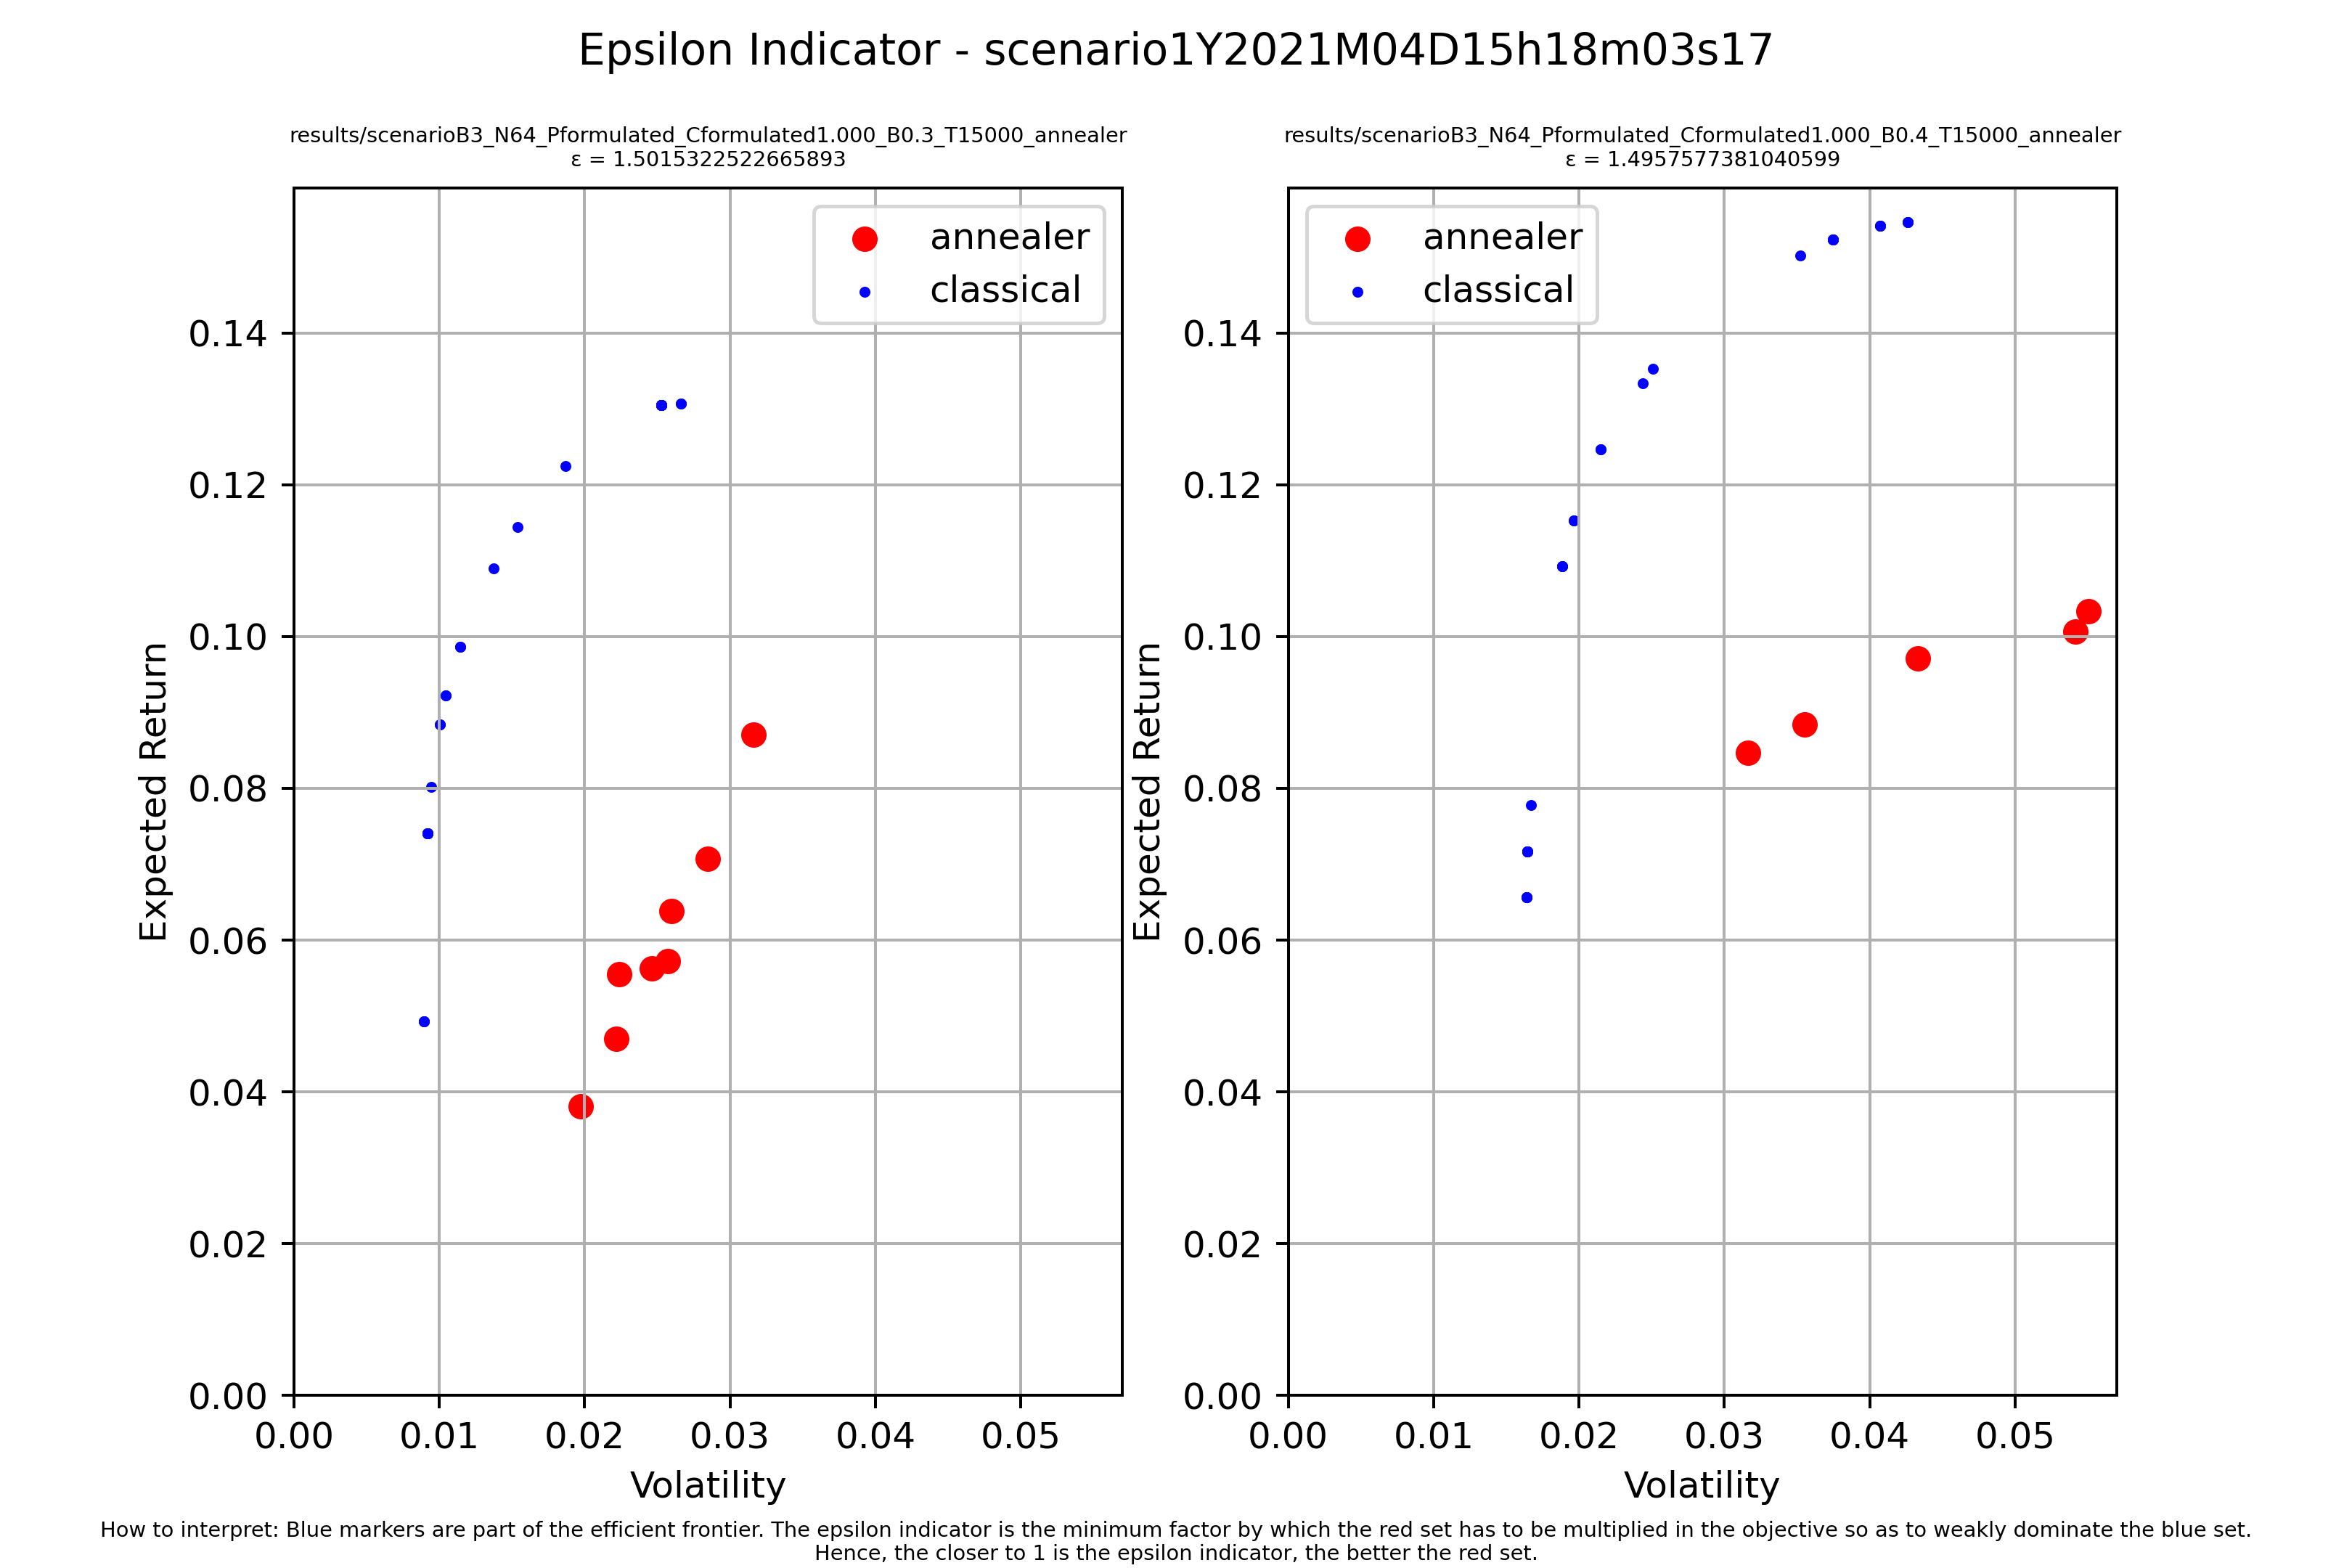 Epsilon Indicator - scenario1Y2021M04D15h18m03s17
results/scenarioB3_N64_Pformulated_Cformulated1.000_B0.3_T15000_annealer
ε = 1.5015322522665893
annealer
classical
0.14
0.12
0.10
0.08
0.06
0.04
0.02
0.00
Expected Return
0.00 0.01 0.02 0.03 0.04 0.05
Volatility
results/scenarioB3_N64_Pformulated_Cformulated1.000_B0.4_T15000_annealer
ε = 1.4957577381040599
annealer
classical
0.14
0.12
0.10
0.08
0.06
0.04
0.02
0.00
Expected Return
0.00 0.01 0.02 0.03 0.04 0.05
Volatility
How to interpret: Blue markers are part of the efficient frontier. The epsilon indicator is the minimum factor by which the red set has to be multiplied in the objective so as to weakly dominate the blue set.
Hence, the closer to 1 is the epsilon indicator, the better the red set.